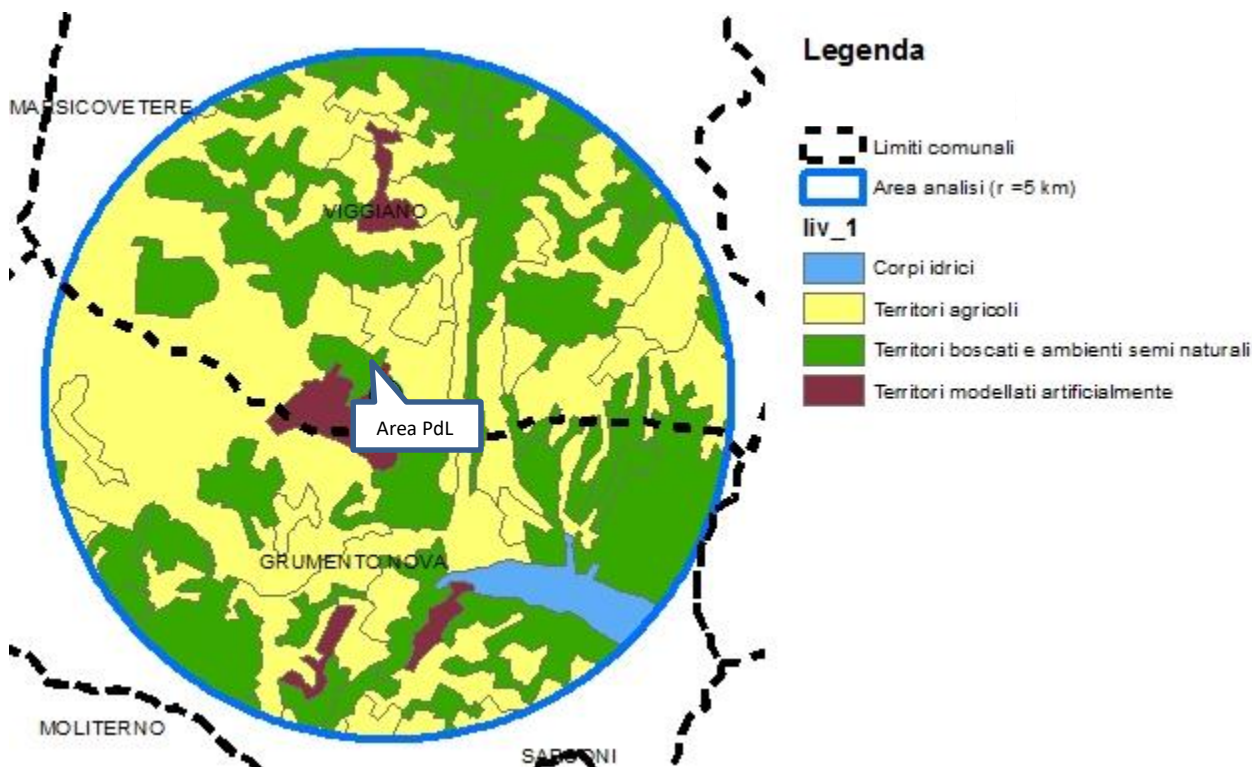 Legenda
MARSICOVETERE
Limiti comunali
Area analisi (r =5 km)
VIGGIANO
liv_1
Corpi idrici
Territori agricoli
Territori boscati e ambienti semi naturali
Territori modellati artificialmente
Area PdL
GRUMENTO NOVA
MOLITERNO
SARCONI